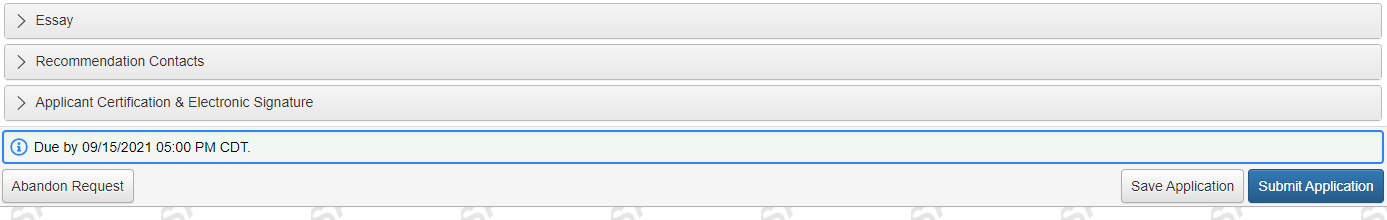 Essay
Recommendation Contacts
Applicant Certification & Electronic Signature
Due by 09/15/2021 05:00 PM CDT.
Abandon Request Save Application Submit Application